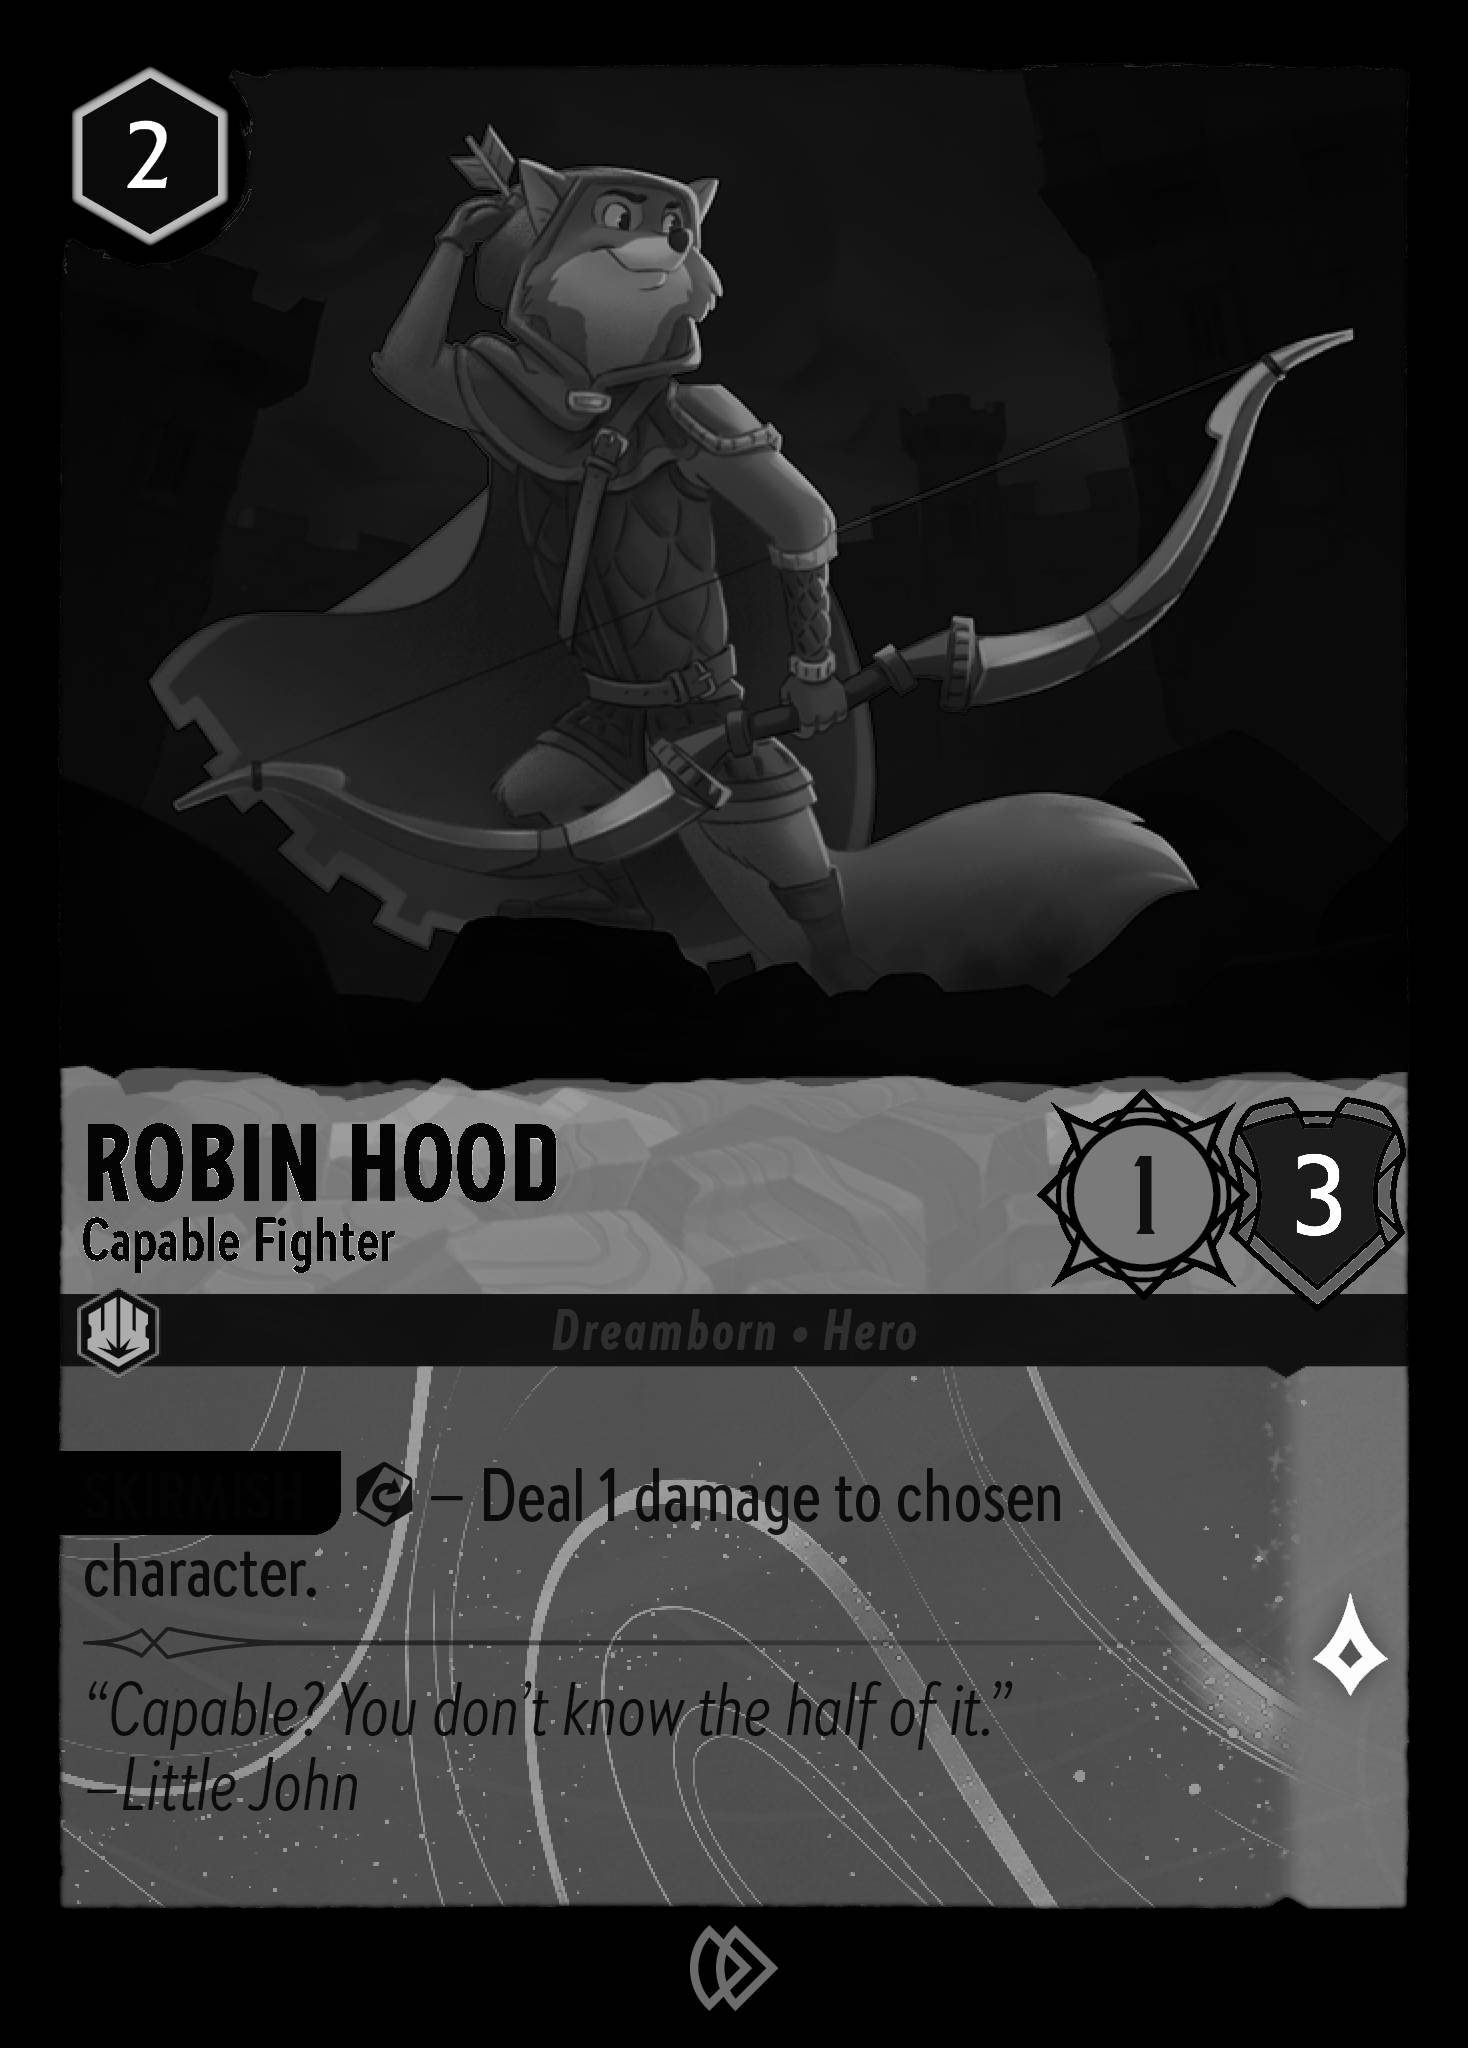 2
ROBIN HOOD
Capable Fighter
1
3
Dreamborn • Hero
SKIRMISH – Deal 1 damage to chosen
character.
“Capable? You don’t know the half of it.”
–Little John